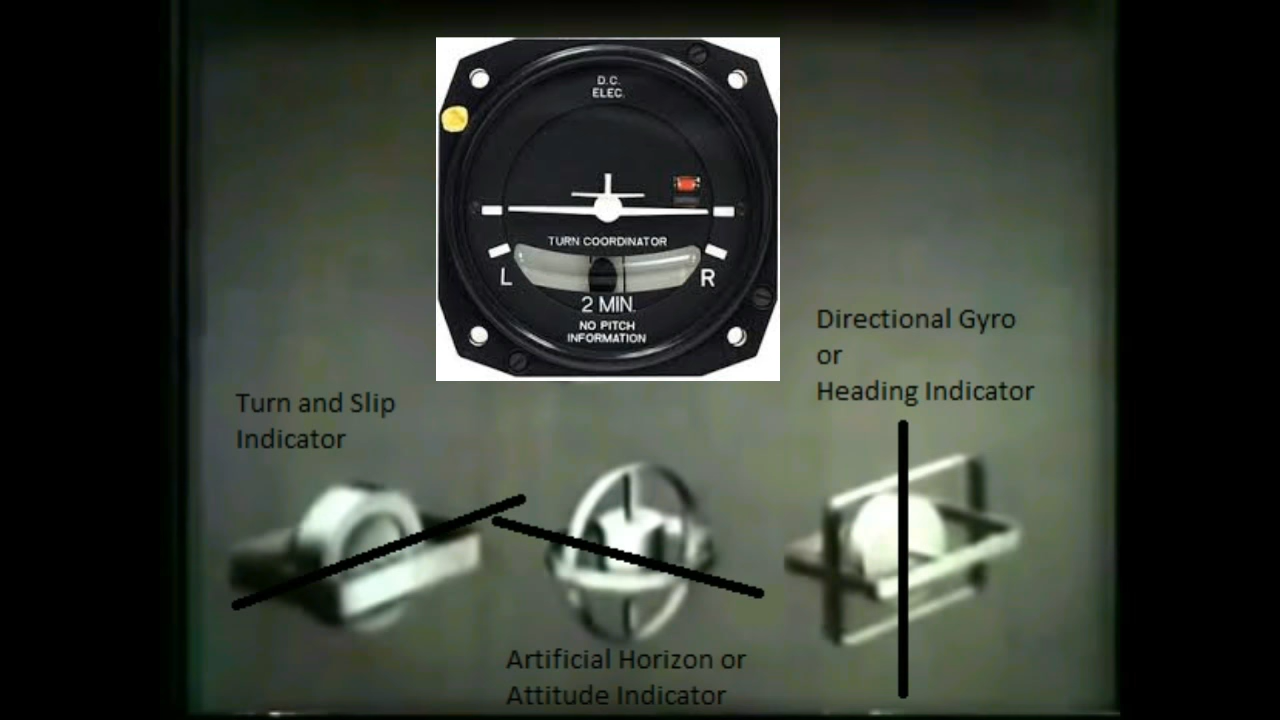 D.C.
ELEC.
TURN COORDINATOR
L
R
2 MIN.
NO PITCH
INFORMATION
Directional Gyro
or
Heading Indicator
Turn and Slip
Indicator
Artificial Horizon or
Attitude Indicator